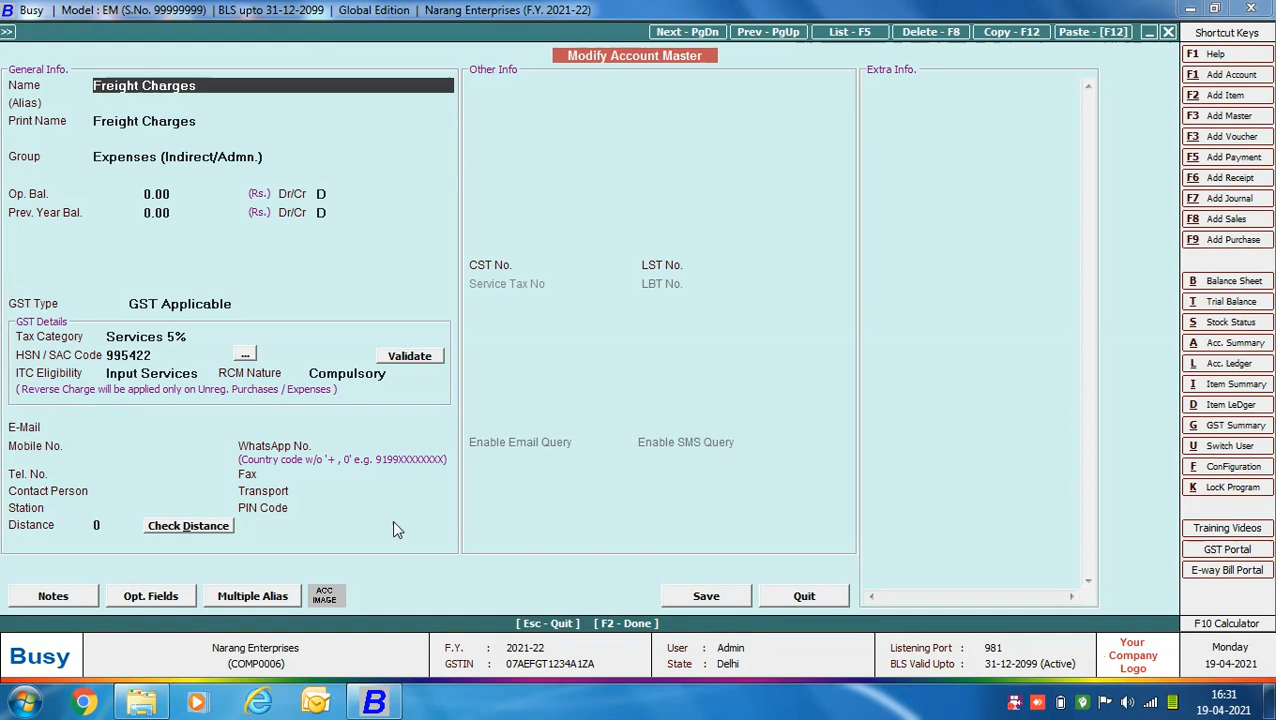 Busy | Model : EM (S.No. 99999999) | BLS upto 31-12-2099 | Global Edition | Narang Enterprises (F.Y. 2021-22)
>> Next - PgDn Prev - PgUp List - F5 Delete - F8 Copy - F12 Paste - [F12]
Shortcut Keys
Modify Account Master
General Info.
Name Freight Charges
(Alias)
Print Name Freight Charges
Group Expenses (Indirect/Admn.)
Op. Bal. 0.00 (Rs.) Dr/Cr D
Prev. Year Bal. 0.00 (Rs.) Dr/Cr D
GST Type GST Applicable
GST Details
Tax Category Services 5%
HSN / SAC Code 995422 ... Validate
ITC Eligibility Input Services RCM Nature Compulsory
( Reverse Charge will be applied only on Unreg. Purchases / Expenses )
E-Mail
Mobile No. WhatsApp No.
(Country code w/o '+ , 0' e.g. 9199XXXXXXXX)
Tel. No. Fax
Contact Person Transport
Station PIN Code
Distance 0 Check Distance
Other Info
CST No. LST No.
Service Tax No LBT No.
Enable Email Query Enable SMS Query
Extra Info.
Notes Opt. Fields Multiple Alias ACC IMAGE Save Quit
F1 Help
F1 Add Account
F2 Add Item
F3 Add Master
F3 Add Voucher
F5 Add Payment
F6 Add Receipt
F7 Add Journal
F8 Add Sales
F9 Add Purchase
B Balance Sheet
T Trial Balance
S Stock Status
A Acc. Summary
L Acc. Ledger
I Item Summary
D Item LeDger
G GST Summary
U Switch User
F ConFiguration
K LocK Program
Training Videos
GST Portal
E-way Bill Portal
[ Esc - Quit ] [ F2 - Done ]
F10 Calculator
Busy
Narang Enterprises
(COMP0006)
F.Y. : 2021-22
GSTIN : 07AEFGT1234A1ZA
User : Admin
State : Delhi
Listening Port : 981
BLS Valid Upto : 31-12-2099 (Active)
Your
Company
Logo
Monday
19-04-2021
16:31
19-04-2021